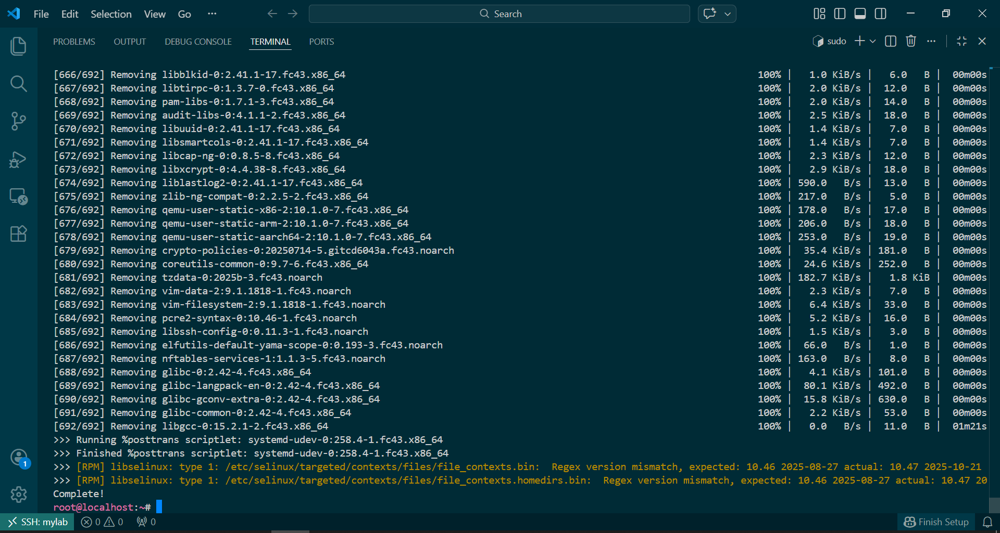 File Edit Selection View Go ··· Search
PROBLEMS OUTPUT DEBUG CONSOLE TERMINAL PORTS sudo
[666/692] Removing libblkid-0:2.41.1-17.fc43.x86_64 100% | 1.0 KiB/s | 6.0 B | 00m00s
[667/692] Removing libtirpc-0:1.3.7-0.fc43.x86_64 100% | 2.0 KiB/s | 12.0 B | 00m00s
[668/692] Removing pam-libs-0:1.7.1-3.fc43.x86_64 100% | 2.0 KiB/s | 14.0 B | 00m00s
[669/692] Removing audit-libs-0:4.1.1-2.fc43.x86_64 100% | 2.5 KiB/s | 18.0 B | 00m00s
[670/692] Removing libuuid-0:2.41.1-17.fc43.x86_64 100% | 1.4 KiB/s | 7.0 B | 00m00s
[671/692] Removing libsmartcols-0:2.41.1-17.fc43.x86_64 100% | 1.4 KiB/s | 7.0 B | 00m00s
[672/692] Removing libcap-ng-0:0.8.5-8.fc43.x86_64 100% | 2.3 KiB/s | 12.0 B | 00m00s
[673/692] Removing libxcrypt-0:4.4.38-8.fc43.x86_64 100% | 2.9 KiB/s | 18.0 B | 00m00s
[674/692] Removing liblastlog2-0:2.41.1-17.fc43.x86_64 100% | 590.0 B/s | 13.0 B | 00m00s
[675/692] Removing zlib-ng-compat-0:2.2.5-2.fc43.x86_64 100% | 217.0 B/s | 5.0 B | 00m00s
[676/692] Removing qemu-user-static-x86-2:10.1.0-7.fc43.x86_64 100% | 178.0 B/s | 17.0 B | 00m00s
[677/692] Removing qemu-user-static-arm-2:10.1.0-7.fc43.x86_64 100% | 206.0 B/s | 18.0 B | 00m00s
[678/692] Removing qemu-user-static-aarch64-2:10.1.0-7.fc43.x86_64 100% | 253.0 B/s | 19.0 B | 00m00s
[679/692] Removing crypto-policies-0:20250714-5.gitcd6043a.fc43.noarch 100% | 35.4 KiB/s | 181.0 B | 00m00s
[680/692] Removing coreutils-common-0:9.7-6.fc43.x86_64 100% | 24.6 KiB/s | 252.0 B | 00m00s
[681/692] Removing tzdata-0:2025b-3.fc43.noarch 100% | 182.7 KiB/s | 1.8 KiB | 00m00s
[682/692] Removing vim-data-2:9.1.1818-1.fc43.noarch 100% | 2.3 KiB/s | 7.0 B | 00m00s
[683/692] Removing vim-filesystem-2:9.1.1818-1.fc43.noarch 100% | 6.4 KiB/s | 33.0 B | 00m00s
[684/692] Removing pcre2-syntax-0:10.46-1.fc43.noarch 100% | 5.2 KiB/s | 16.0 B | 00m00s
[685/692] Removing libssh-config-0:0.11.3-1.fc43.noarch 100% | 1.5 KiB/s | 3.0 B | 00m00s
[686/692] Removing elfutils-default-yama-scope-0:0.193-3.fc43.noarch 100% | 66.0 B/s | 1.0 B | 00m00s
[687/692] Removing nftables-services-1:1.1.3-5.fc43.noarch 100% | 163.0 B/s | 8.0 B | 00m00s
[688/692] Removing glibc-0:2.42-4.fc43.x86_64 100% | 4.1 KiB/s | 101.0 B | 00m00s
[689/692] Removing glibc-langpack-en-0:2.42-4.fc43.x86_64 100% | 80.1 KiB/s | 492.0 B | 00m00s
[690/692] Removing glibc-gconv-extra-0:2.42-4.fc43.x86_64 100% | 15.8 KiB/s | 630.0 B | 00m00s
[691/692] Removing glibc-common-0:2.42-4.fc43.x86_64 100% | 2.2 KiB/s | 53.0 B | 00m00s
[692/692] Removing libgcc-0:15.2.1-2.fc43.x86_64 100% | 0.0 B/s | 11.0 B | 01m21s
>>> Running %posttrans scriptlet: systemd-udev-0:258.4-1.fc43.x86_64
>>> Finished %posttrans scriptlet: systemd-udev-0:258.4-1.fc43.x86_64
>>> [RPM] libselinux: type 1: /etc/selinux/targeted/contexts/files/file_contexts.bin:  Regex version mismatch, expected: 10.46 2025-08-27 actual: 10.47 2025-10-21
>>> [RPM] libselinux: type 1: /etc/selinux/targeted/contexts/files/file_contexts.homedirs.bin:  Regex version mismatch, expected: 10.46 2025-08-27 actual: 10.47 20
Complete!
root@localhost:~#
1
SSH: mylab 0 0 0 Finish Setup